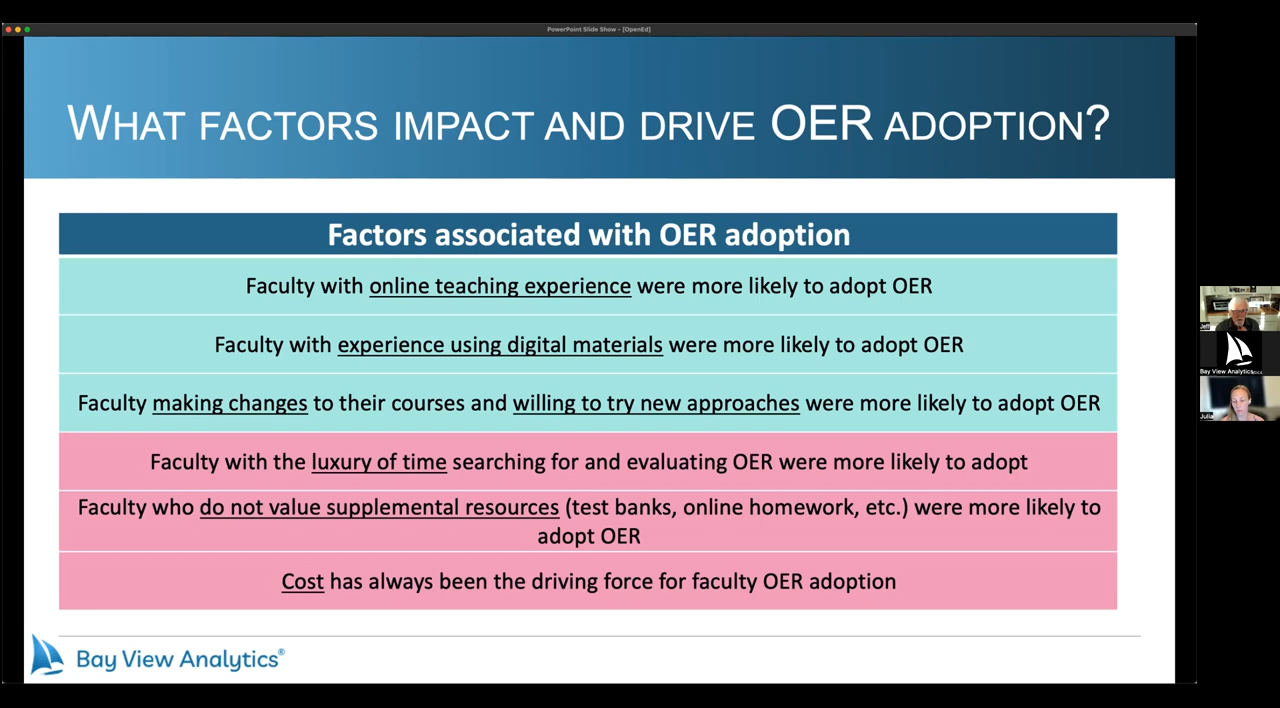 PowerPoint Slide Show - [OpenEd]
WHAT FACTORS IMPACT AND DRIVE OER ADOPTION?
Factors associated with OER adoption
Faculty with online teaching experience were more likely to adopt OER
Faculty with experience using digital materials were more likely to adopt OER
Faculty making changes to their courses and willing to try new approaches were more likely to adopt OER
Faculty with the luxury of time searching for and evaluating OER were more likely to adopt
Faculty who do not value supplemental resources (test banks, online homework, etc.) were more likely to
adopt OER
Cost has always been the driving force for faculty OER adoption
Bay View Analytics®
Jeff
Bay View Analytics
Julia